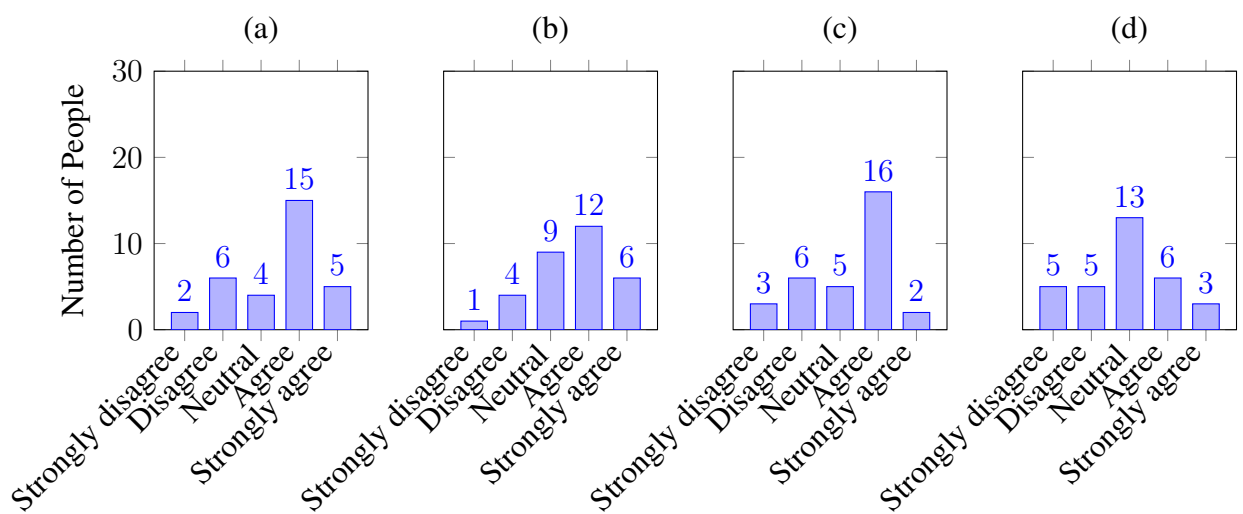 (a) (b) (c) (d)
Number of People
30
20
10
0
2 6 4 15 5
1 4 9 12 6
3 6 5 16 2
5 5 13 6 3
Strongly disagree
Disagree
Neutral
Agree
Strongly agree
Strongly disagree
Disagree
Neutral
Agree
Strongly agree
Strongly disagree
Disagree
Neutral
Agree
Strongly agree
Strongly disagree
Disagree
Neutral
Agree
Strongly agree